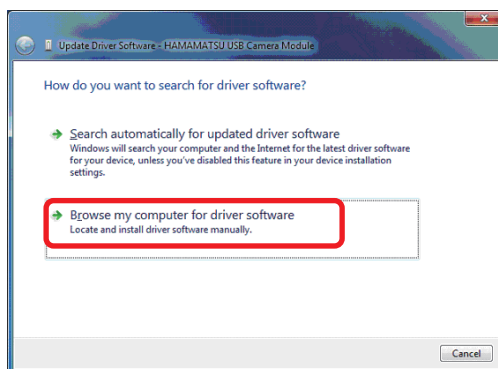 Update Driver Software - HAMAMATSU USB Camera Module
How do you want to search for driver software?
Search automatically for updated driver software
Windows will search your computer and the Internet for the latest driver software
for your device, unless you've disabled this feature in your device installation
settings.
Browse my computer for driver software
Locate and install driver software manually.
Cancel